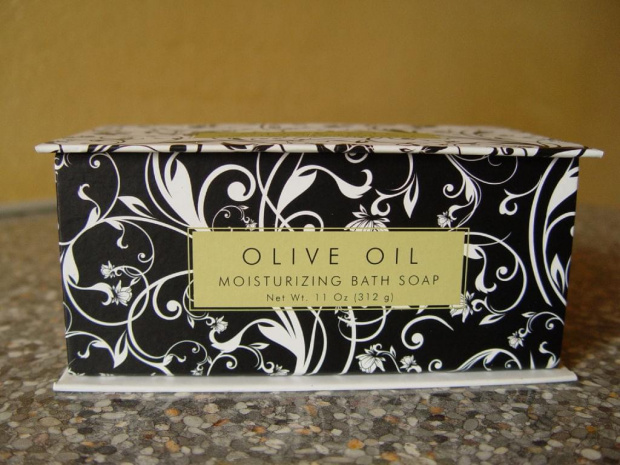 OLIVE OIL
MOISTURIZING BATH SOAP
Net Wt. 11 Oz (312 g)